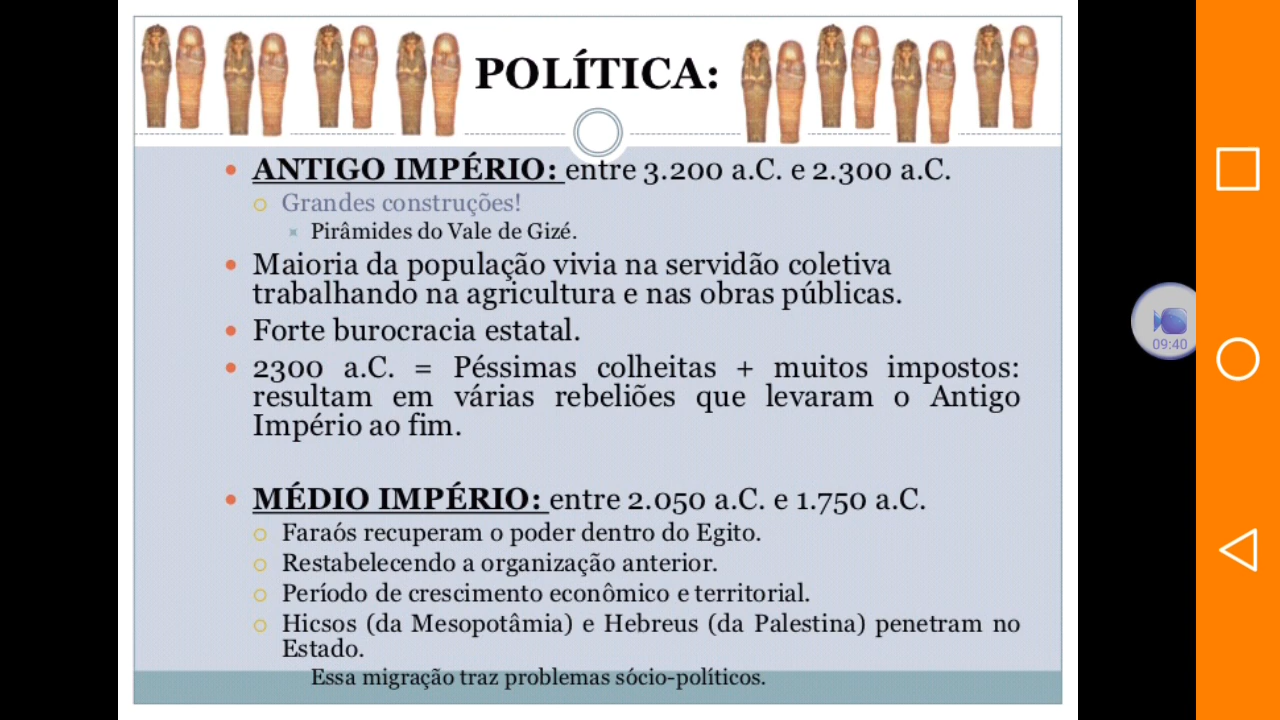 POLÍTICA:
ANTIGO IMPÉRIO: entre 3.200 a.C. e 2.300 a.C.
Grandes construções!
Pirâmides do Vale de Gizé.
Maioria da população vivia na servidão coletiva
trabalhando na agricultura e nas obras públicas.
Forte burocracia estatal.
2300 a.C. = Péssimas colheitas + muitos impostos:
resultam em várias rebeliões que levaram o Antigo
Império ao fim.
MÉDIO IMPÉRIO: entre 2.050 a.C. e 1.750 a.C.
Faraós recuperam o poder dentro do Egito.
Restabelecendo a organização anterior.
Período de crescimento econômico e territorial.
Hicsos (da Mesopotâmia) e Hebreus (da Palestina) penetram no
Estado.
Essa migração traz problemas sócio-políticos.
09:40